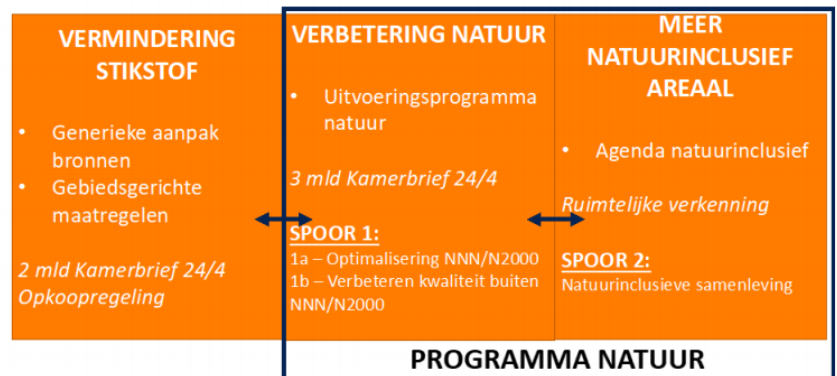 VERMINDERING
STIKSTOF
• Generieke aanpak
bronnen
• Gebiedsgerichte
maatregelen
2 mld Kamerbrief 24/4
Opkoopregeling
VERBETERING NATUUR
• Uitvoeringsprogramma
natuur
3 mld Kamerbrief 24/4
SPOOR 1:
1a – Optimalisering NNN/N2000
1b – Verbeteren kwaliteit buiten
NNN/N2000
MEER
NATUURINCLUSIEF
AREAAL
• Agenda natuurinclusief
Ruimtelijke verkenning
SPOOR 2:
Natuurinclusieve samenleving
PROGRAMMA NATUUR